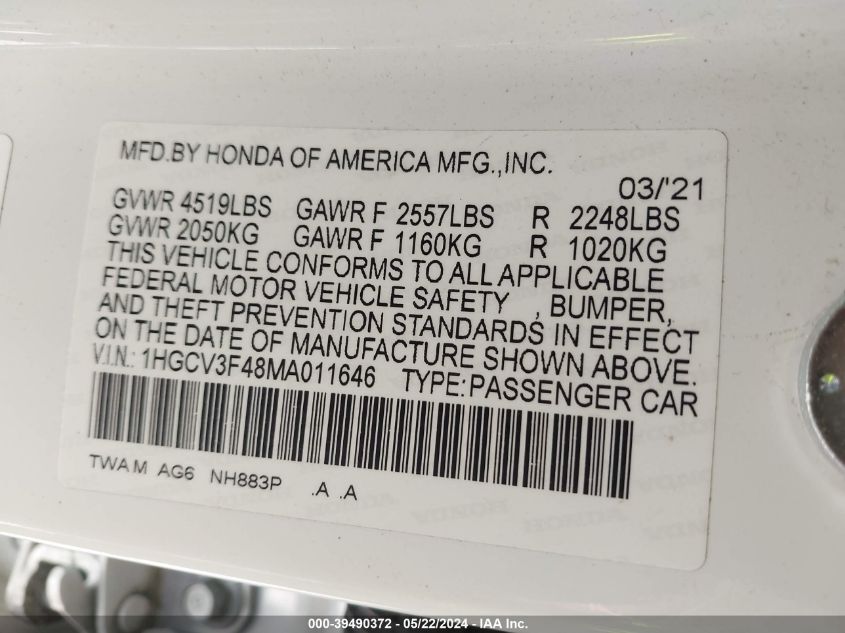 MFD.BY HONDA OF AMERICA MFG.,INC.
03/'21
GVWR 4519LBS GAWR F 2557LBS R 2248LBS
GVWR 2050KG GAWR F 1160KG R 1020KG
THIS VEHICLE CONFORMS TO ALL APPLICABLE
FEDERAL MOTOR VEHICLE SAFETY , BUMPER,
AND THEFT PREVENTION STANDARDS IN EFFECT
ON THE DATE OF MANUFACTURE SHOWN ABOVE.
V.I.N.: 1HGCV3F48MA011646 TYPE: PASSENGER CAR
TWA M AG6 NH883P .A .A
000-39490372 - 05/22/2024 - IAA Inc.